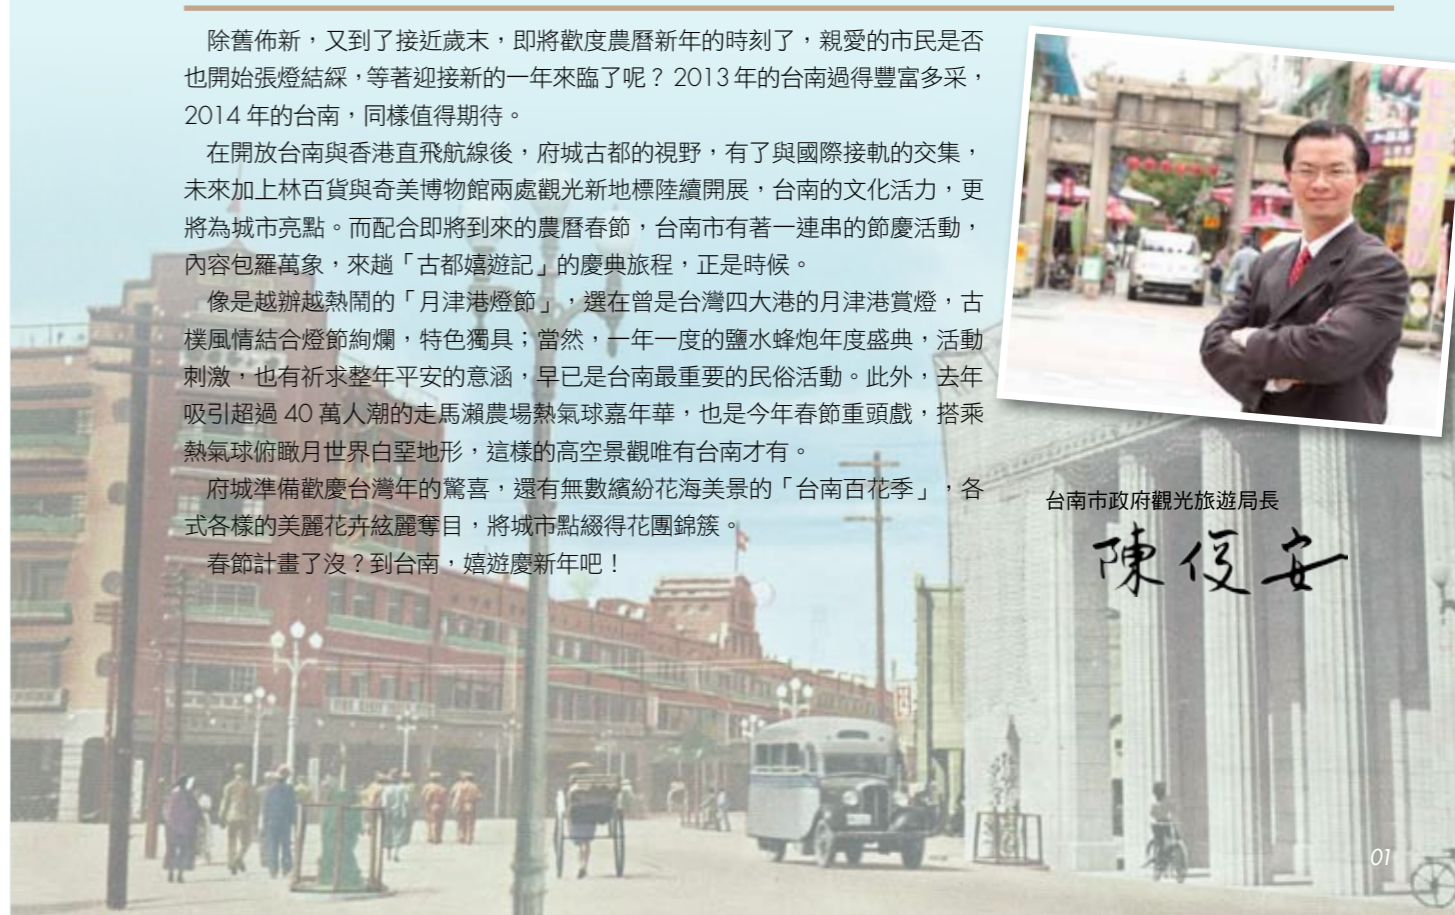 除舊佈新，又到了接近歲末，即將歡度農曆新年的時刻了，親愛的市民是否
也開始張燈結綵，等著迎接新的一年來臨了呢？ 2013 年的台南過得豐富多采，
2014 年的台南，同樣值得期待。
在開放台南與香港直飛航線後，府城古都的視野，有了與國際接軌的交集，
未來加上林百貨與奇美博物館兩處觀光新地標陸續開展，台南的文化活力，更
將為城市亮點。而配合即將到來的農曆春節，台南市有著一連串的節慶活動，
內容包羅萬象，來趟「古都嬉遊記」的慶典旅程，正是時候。
像是越辦越熱鬧的「月津港燈節」，選在曾是台灣四大港的月津港賞燈，古
樸風情結合燈節絢爛，特色獨具；當然，一年一度的鹽水蜂炮年度盛典，活動
刺激，也有祈求整年平安的意涵，早已是台南最重要的民俗活動。此外，去年
吸引超過 40 萬人潮的走馬瀨農場熱氣球嘉年華，也是今年春節重頭戲，搭乘
熱氣球俯瞰月世界白堊地形，這樣的高空景觀唯有台南才有。
府城準備歡慶台灣年的驚喜，還有無數繽紛花海美景的「台南百花季」，各
式各樣的美麗花卉絃麗奪目，將城市點綴得花團錦簇。
春節計畫了沒？到台南，嬉遊慶新年吧！
台南市政府觀光旅遊局長
陳俊安
01